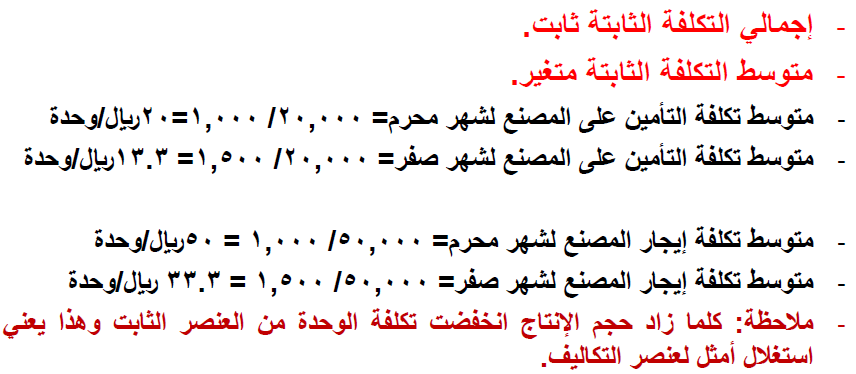 - إجمالي التكلفة الثابتة ثابت.
- متوسط التكلفة الثابتة متغير.
- متوسط تكلفة التأمين على المصنع لشهر محرم= ٢٠,٠٠٠/ ١,٠٠٠=٢٠ريال/وحدة
- متوسط تكلفة التأمين على المصنع لشهر صفر= ٢٠,٠٠٠/ ١,٥٠٠= ١٣.٣ريال/وحدة
- متوسط تكلفة إيجار المصنع لشهر محرم= ٥٠,٠٠٠/ ١,٠٠٠ = ٥٠ريال/وحدة
- متوسط تكلفة إيجار المصنع لشهر صفر= ٥٠,٠٠٠/ ١,٥٠٠ = ٣٣.٣ ريال/وحدة
- ملاحظة: كلما زاد حجم الإنتاج انخفضت تكلفة الوحدة من العنصر الثابت وهذا يعني
استغلال أمثل لعنصر التكاليف.